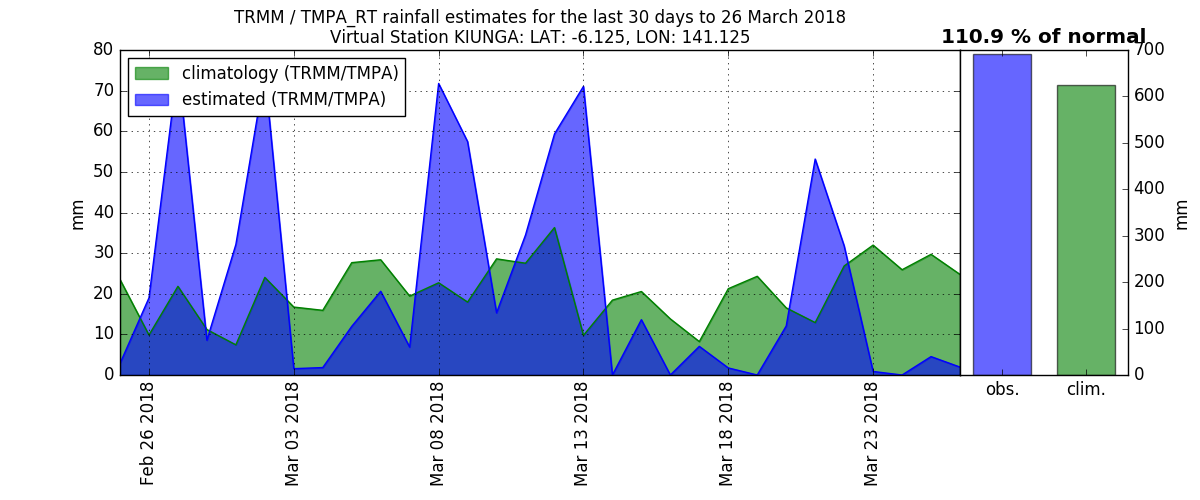 TRMM / TMPA_RT rainfall estimates for the last 30 days to 26 March 2018
Virtual Station KIUNGA: LAT: -6.125, LON: 141.125
110.9 % of normal
climatology (TRMM/TMPA)
estimated (TRMM/TMPA)
mm
80
70
60
50
40
30
20
10
0
Feb 26 2018
Mar 03 2018
Mar 08 2018
Mar 13 2018
Mar 18 2018
Mar 23 2018
700
600
500
400
300
200
100
0
mm
obs.
clim.